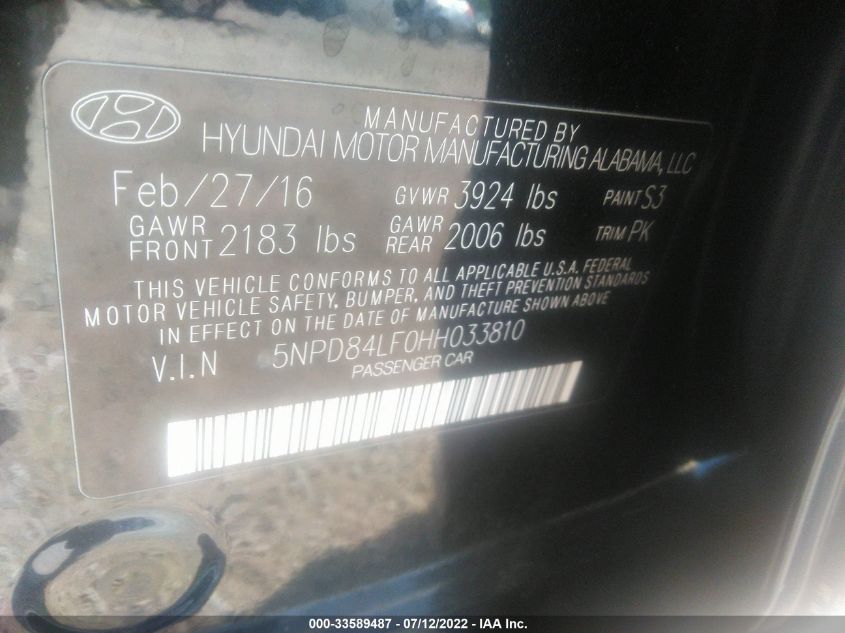 MANUFACTURED BY
HYUNDAI MOTOR MANUFACTURING ALABAMA, LLC
Feb/27/16 GVWR 3924 lbs PAINT S3
GAWR FRONT 2183 lbs GAWR REAR 2006 lbs TRIM PK
THIS VEHICLE CONFORMS TO ALL APPLICABLE U.S.A. FEDERAL
MOTOR VEHICLE SAFETY, BUMPER, AND THEFT PREVENTION STANDARDS
IN EFFECT ON THE DATE OF MANUFACTURE SHOWN ABOVE
V.I.N 5NPD84LF0HH033810
PASSENGER CAR
000-33589487 - 07/12/2022 - IAA Inc.